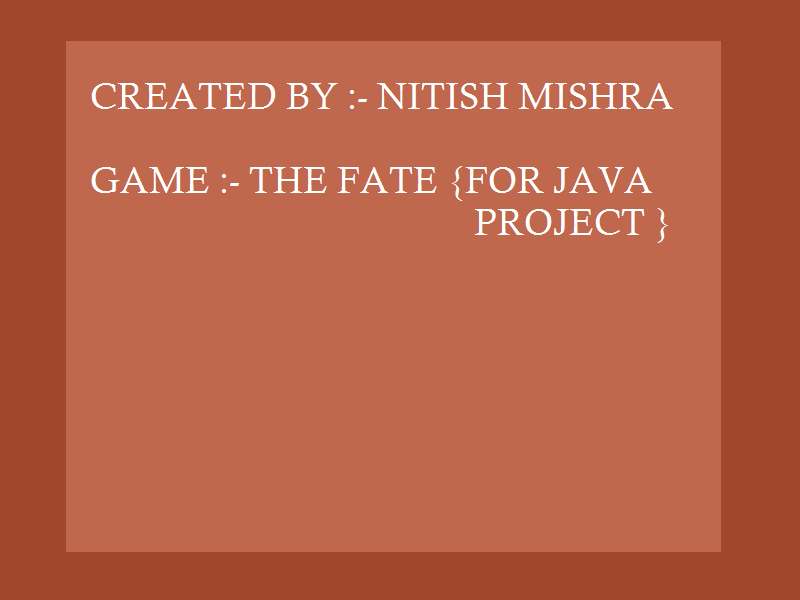 CREATED BY :- NITISH MISHRA
GAME :- THE FATE {FOR JAVA
PROJECT }